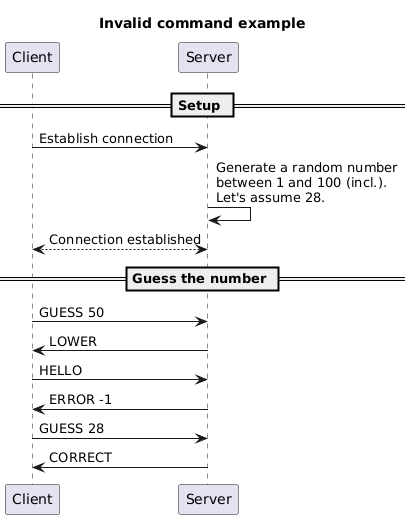 Invalid command example
Client
Server
Setup
Establish connection
Generate a random number
between 1 and 100 (incl.).
Let's assume 28.
Connection established
Guess the number
GUESS 50
LOWER
HELLO
ERROR -1
GUESS 28
CORRECT
Client
Server